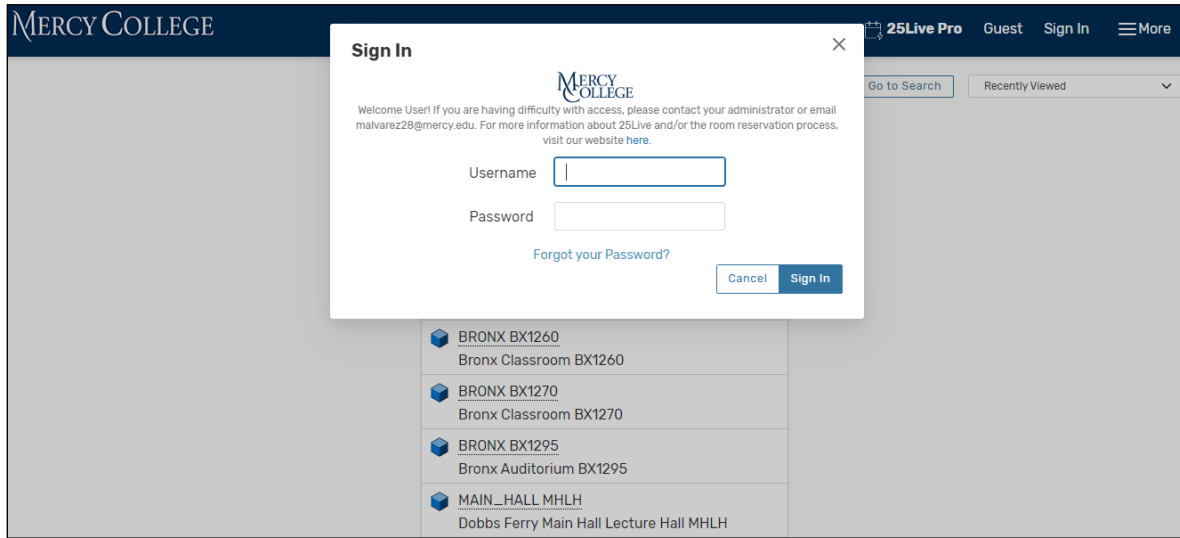 MERCY COLLEGE
25Live Pro Guest Sign In More
Go to Search Recently Viewed
Sign In
MERCY
COLLEGE
Welcome User! If you are having difficulty with access, please contact your administrator or email
malvarez28@mercy.edu. For more information about 25Live and/or the room reservation process,
visit our website here.
Username
Password
Forgot your Password?
Cancel Sign In
BRONX BX1260
Bronx Classroom BX1260
BRONX BX1270
Bronx Classroom BX1270
BRONX BX1295
Bronx Auditorium BX1295
MAIN_HALL MHLH
Dobbs Ferry Main Hall Lecture Hall MHLH